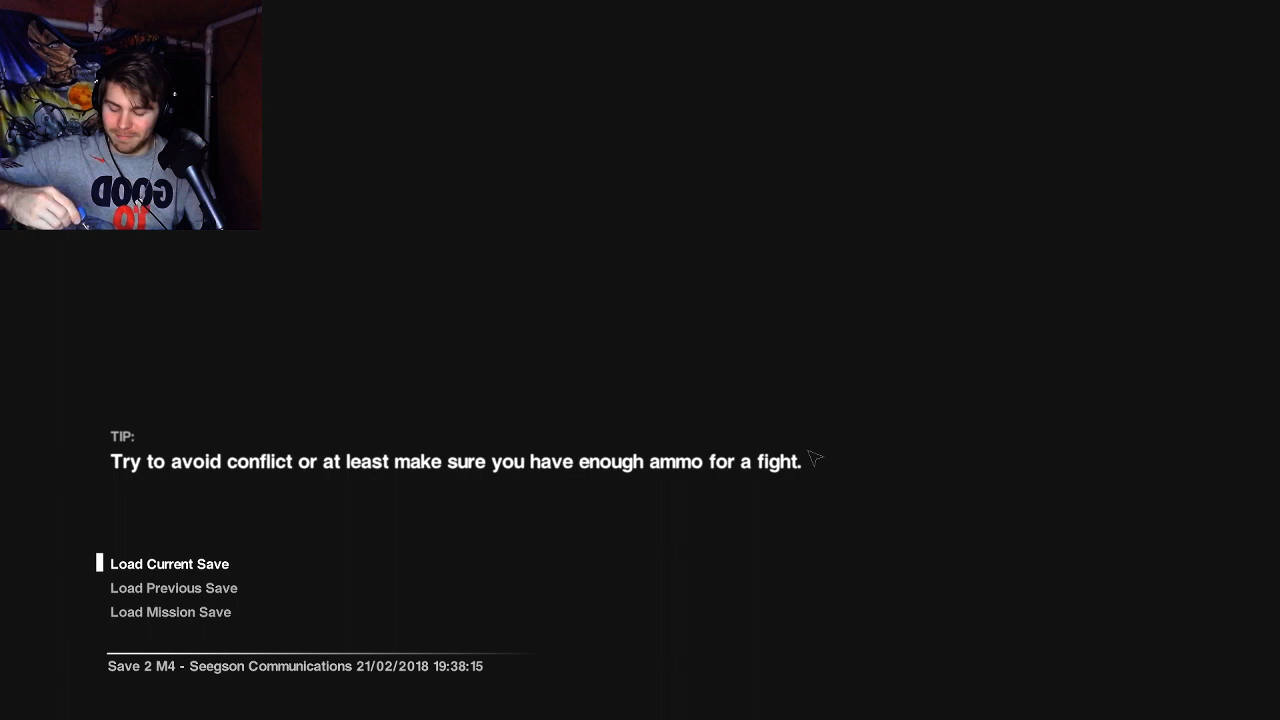 GOOD
TIP:
Try to avoid conflict or at least make sure you have enough ammo for a fight.
Load Current Save
Load Previous Save
Load Mission Save
Save 2 M4 - Seegson Communications 21/02/2018 19:38:15